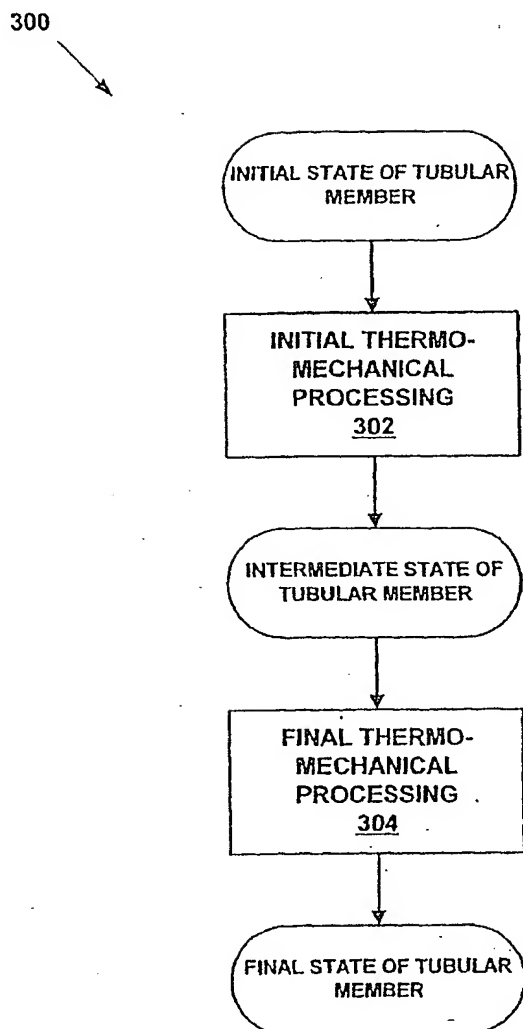 300
INITIAL STATE OF TUBULAR
MEMBER
INITIAL THERMO-
MECHANICAL
PROCESSING
302
INTERMEDIATE STATE OF
TUBULAR MEMBER
FINAL THERMO-
MECHANICAL
PROCESSING
304
FINAL STATE OF TUBULAR
MEMBER